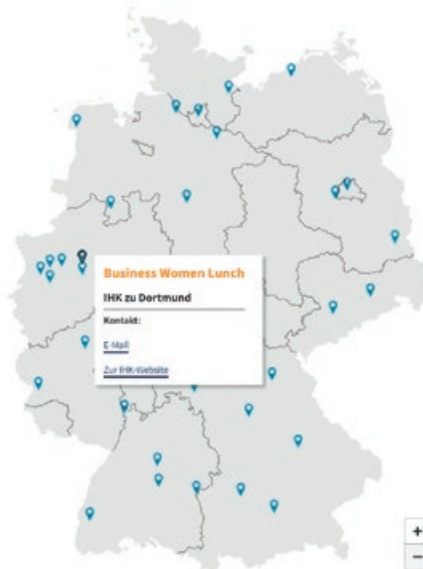 Business Women Lunch
IHK zu Dortmund
Kontakt:
E-Mail
Zur IHK-Website
+
−